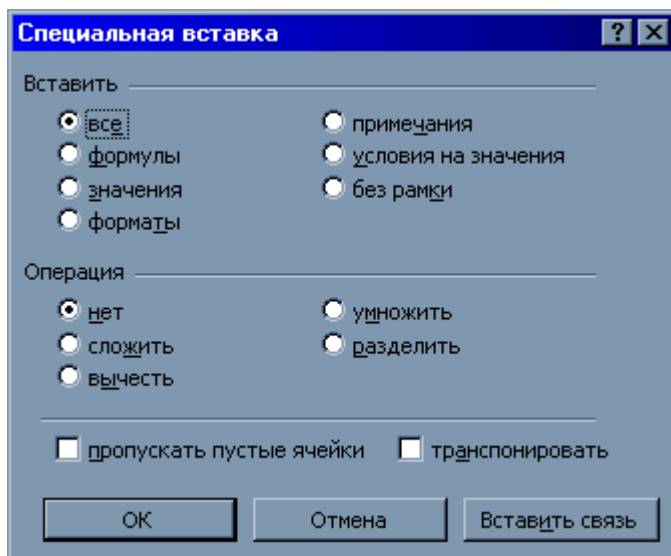 Специальная вставка
Вставить
все примечания
формулы условия на значения
значения без рамки
форматы
Операция
нет умножить
сложить разделить
вычесть
пропускать пустые ячейки транспонировать
ОК Отмена Вставить связь